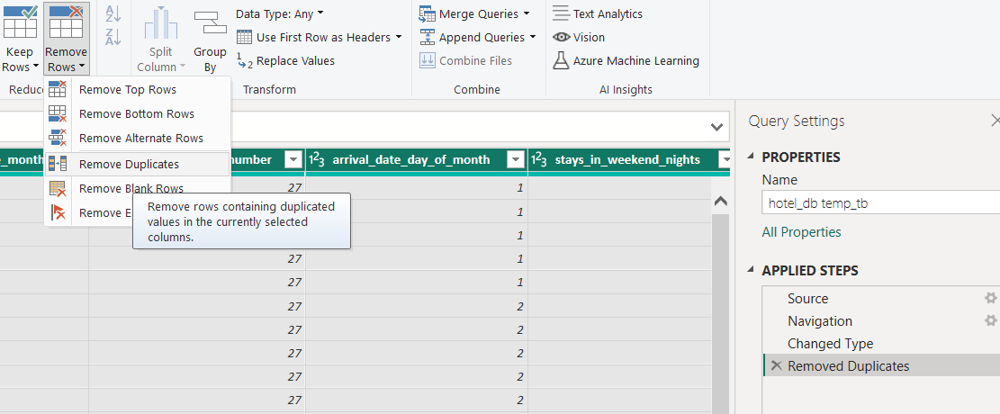 Keep
Rows
Remove
Rows
A
Z
Z
A
Split
Column
Group
By
Data Type: Any
Use First Row as Headers
1
2
Replace Values
Reduc
Transform
Merge Queries
Append Queries
Combine Files
Combine
Text Analytics
Vision
Azure Machine Learning
AI Insights
Remove Top Rows
Remove Bottom Rows
Remove Alternate Rows
Remove Duplicates
Remove Blank Rows
Remove E
Remove rows containing duplicated
values in the currently selected
columns.
e_month
number
123 arrival_date_day_of_month
123 stays_in_weekend_nights
27 1
1
1
27 1
27 1
27 2
27 2
27 2
27 2
27 2
Query Settings
PROPERTIES
Name
hotel_db temp_tb
All Properties
APPLIED STEPS
Source
Navigation
Changed Type
Removed Duplicates